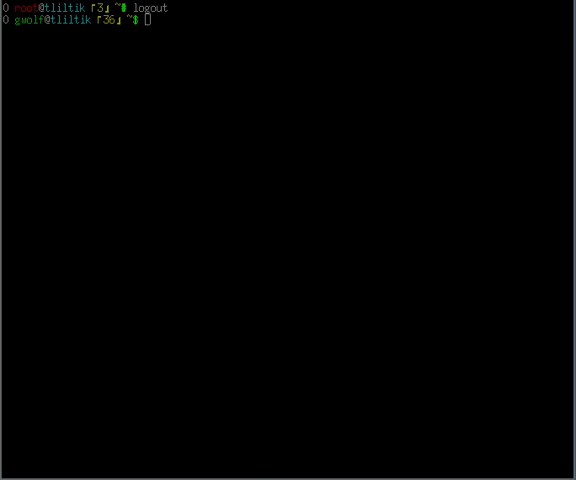 0 root@tliltik ｢3｣ ~# logout
0 gwolf@tliltik ｢36｣ ~$